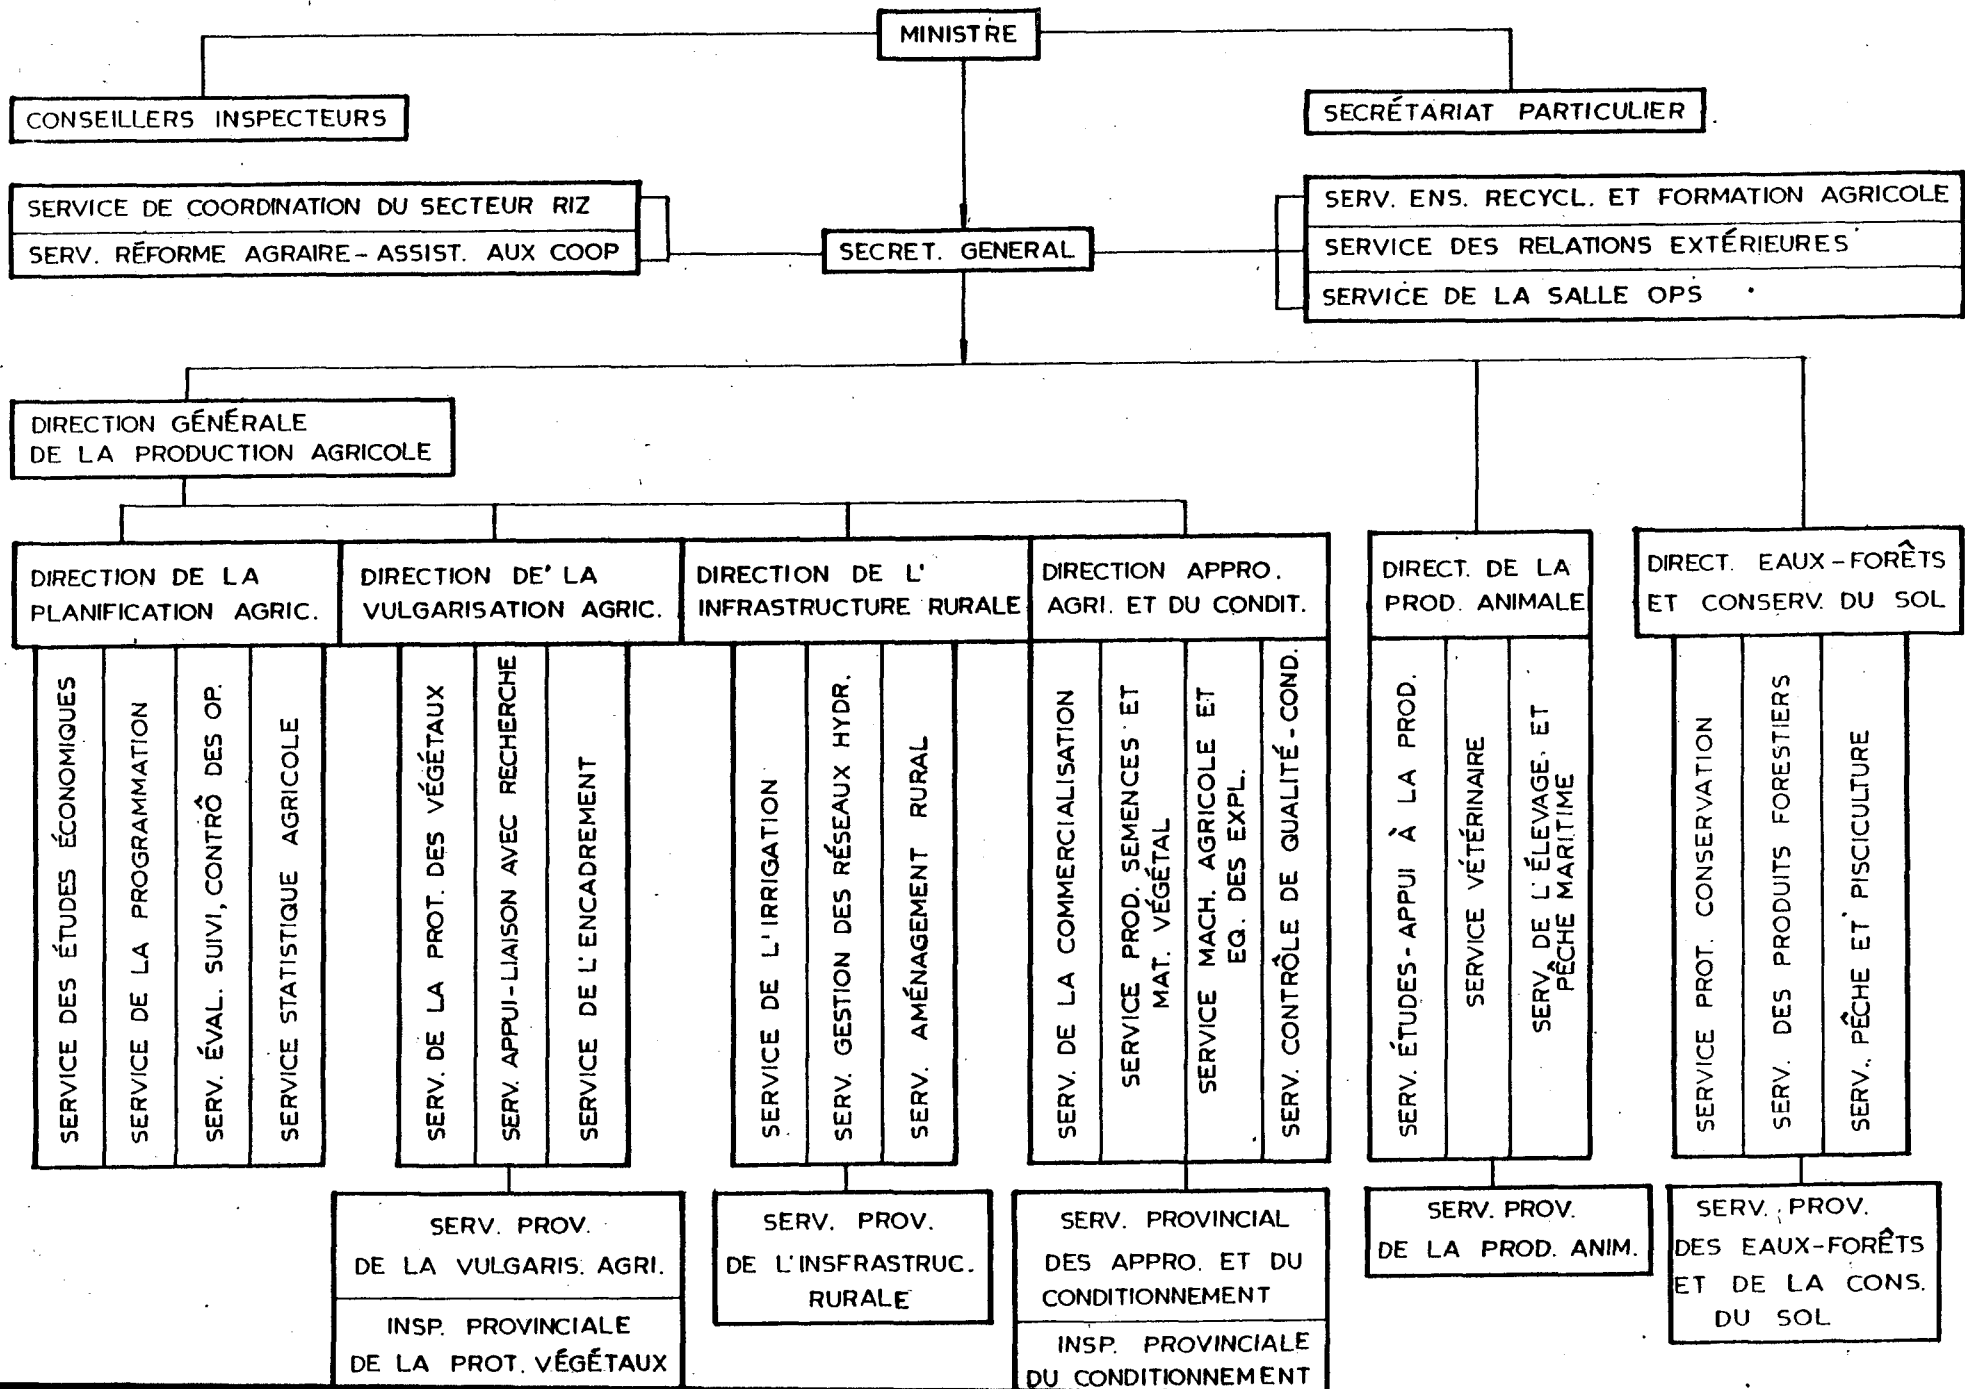 MINISTRE
CONSEILLERS INSPECTEURS
SECRÉTARIAT PARTICULIER
SERVICE DE COORDINATION DU SECTEUR RIZ
SERV. RÉFORME AGRAIRE - ASSIST. AUX COOP
SECRET. GENERAL
SERV. ENS. RECYCL. ET FORMATION AGRICOLE
SERVICE DES RELATIONS EXTÉRIEURES
SERVICE DE LA SALLE OPS
DIRECTION GÉNÉRALE
DE LA PRODUCTION AGRICOLE
DIRECTION DE LA
PLANIFICATION AGRIC.
DIRECTION DE LA
VULGARISATION AGRIC.
DIRECTION DE L'
INFRASTRUCTURE RURALE
DIRECTION APPRO.
AGRI. ET DU CONDIT.
DIRECT. DE LA
PROD. ANIMALE
DIRECT. EAUX-FORÊTS
ET CONSERV. DU SOL
SERVICE DES ÉTUDES ÉCONOMIQUES
SERVICE DE LA PROGRAMMATION
SERV. ÉVAL. SUIVI, CONTRÔ DES OP.
SERVICE STATISTIQUE AGRICOLE
SERV. DE LA PROT. DES VÉGÉTAUX
SERV. APPUI-LIAISON AVEC RECHERCHE
SERVICE DE L'ENCADREMENT
SERVICE DE L'IRRIGATION
SERV. GESTION DES RÉSEAUX HYDR.
SERV. AMÉNAGEMENT RURAL
SERV. DE LA COMMERCIALISATION
SERVICE PROD. SEMENCES ET
MAT. VÉGÉTAL
SERVICE MACH. AGRICOLE ET
EQ. DES EXPL.
SERV. CONTRÔLE DE QUALITÉ-COND.
SERV. ÉTUDES-APPUI À LA PROD.
SERVICE VÉTÉRINAIRE
SERV. DE L'ÉLEVAGE. ET
PÊCHE MARITIME
SERVICE PROT. CONSERVATION
SERV. DES PRODUITS FORESTIERS
SERV. PÊCHE ET PISCICULTURE
SERV. PROV.
DE LA VULGARIS. AGRI.
INSP. PROVINCIALE
DE LA PROT. VÉGÉTAUX
SERV. PROV.
DE L'INSFRASTRUC.
RURALE
SERV. PROVINCIAL
DES APPRO. ET DU
CONDITIONNEMENT
INSP. PROVINCIALE
DU CONDITIONNEMENT
SERV. PROV.
DE LA PROD. ANIM.
SERV. PROV.
DES EAUX-FORÊTS
ET DE LA CONS.
DU SOL